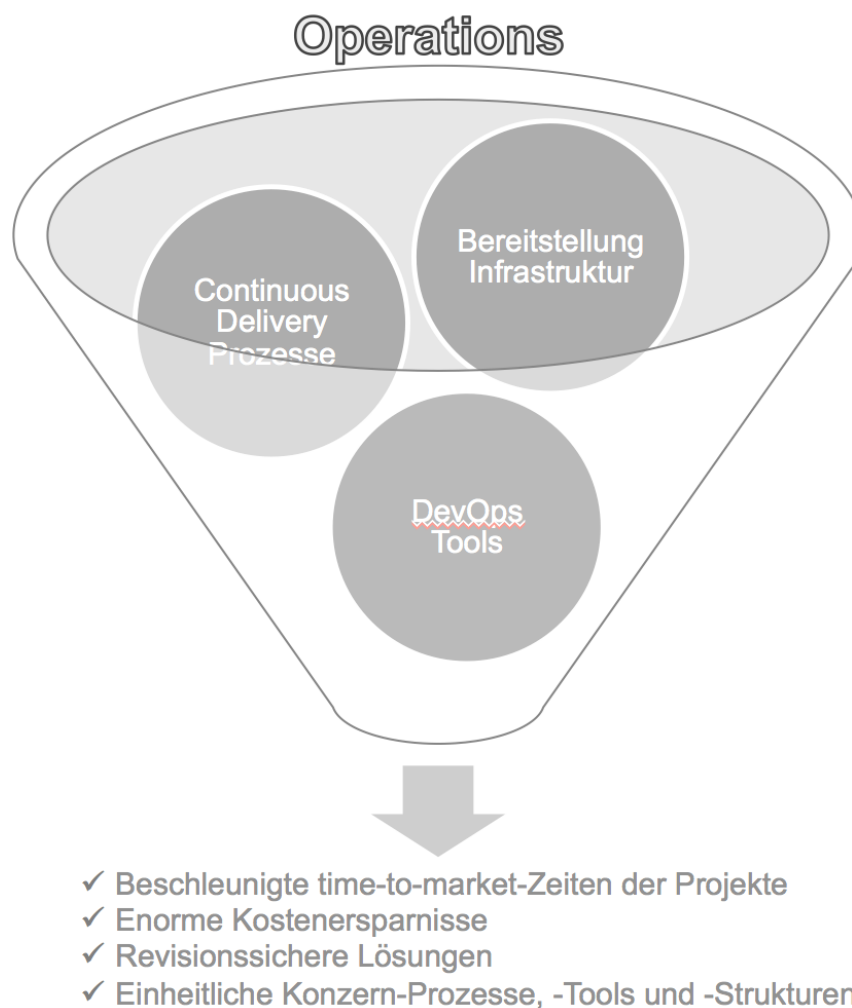 Operations
Bereitstellung
Infrastruktur
Continuous
Delivery
Prozesse
DevOps
Tools
✓ Beschleunigte time-to-market-Zeiten der Projekte
✓ Enorme Kostenersparnisse
✓ Revisionssichere Lösungen
✓ Einheitliche Konzern-Prozesse, -Tools und -Strukturen